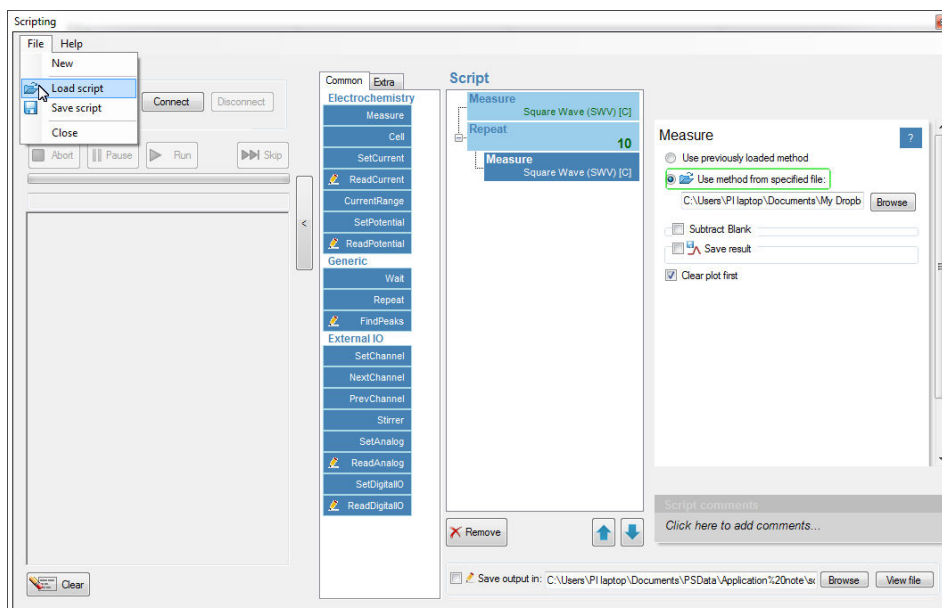 Scripting
File Help
New
Load script
Save script
Close
Connect Disconnect
Abort Pause Run Skip
<
Clear
Common Extra
Electrochemistry
Measure
Cell
SetCurrent
ReadCurrent
CurrentRange
SetPotential
ReadPotential
Generic
Wait
Repeat
FindPeaks
External IO
SetChannel
NextChannel
PrevChannel
Stirrer
SetAnalog
ReadAnalog
SetDigitalIO
ReadDigitalIO
Script
Measure
Square Wave (SWV) [C]
Repeat
10
Measure
Square Wave (SWV) [C]
Remove
Measure ?
Use previously loaded method
Use method from specified file:
C:\Users\PI laptop\Documents\My Dropb Browse
Subtract Blank
Save result
Clear plot first
Script comments
Click here to add comments...
Save output in: C:\Users\PI laptop\Documents\PSData\Application%20note\s Browse View file